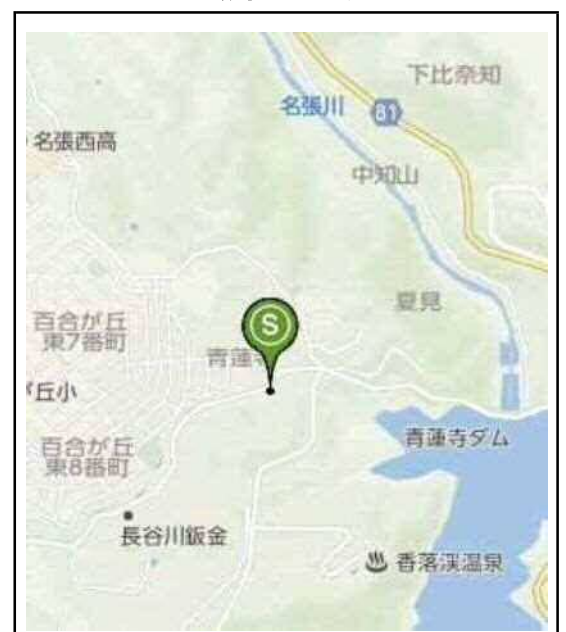 下比奈知
名張川
81
名張西高
中知山
夏見
百合が丘
東7番町
S
青蓮寺
が丘小
百合が丘
東8番町
青蓮寺ダム
長谷川鈑金
香落渓温泉